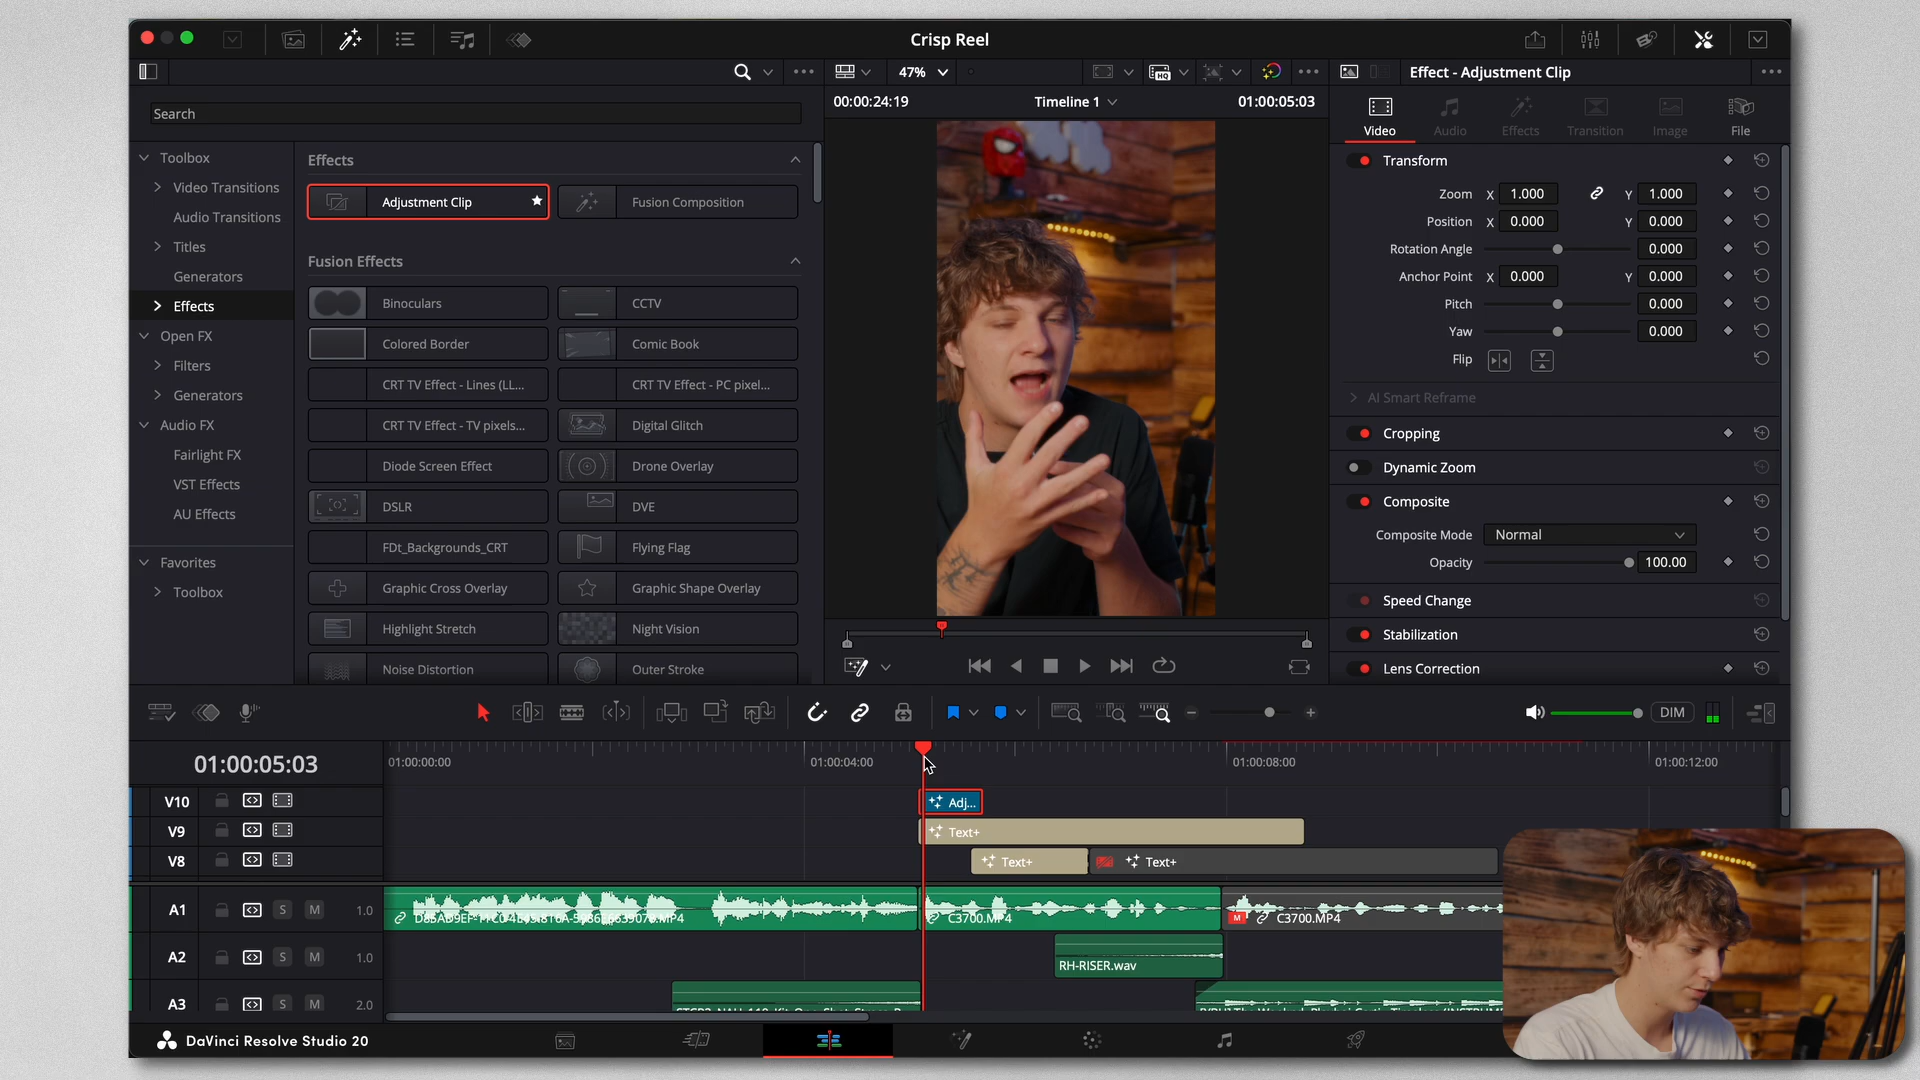 Crisp Reel
47%
Effect - Adjustment Clip
00:00:24:19
Timeline 1
01:00:05:03
Search
Video
Audio
Effects
Transition
Image
File
Toolbox
Video Transitions
Audio Transitions
Titles
Generators
Effects
Open FX
Filters
Generators
Audio FX
Fairlight FX
VST Effects
AU Effects
Favorites
Toolbox
Effects
Adjustment Clip
Fusion Composition
Fusion Effects
Binoculars
CCTV
Colored Border
Comic Book
CRT TV Effect - Lines (LL...
CRT TV Effect - PC pixel...
CRT TV Effect - TV pixels...
Digital Glitch
Diode Screen Effect
Drone Overlay
DSLR
DVE
FDt_Backgrounds_CRT
Flying Flag
Graphic Cross Overlay
Graphic Shape Overlay
Highlight Stretch
Night Vision
Noise Distortion
Outer Stroke
Transform
Zoom X 1.000 Y 1.000
Position X 0.000 Y 0.000
Rotation Angle 0.000
Anchor Point X 0.000 Y 0.000
Pitch 0.000
Yaw 0.000
Flip
AI Smart Reframe
Cropping
Dynamic Zoom
Composite
Composite Mode Normal
Opacity 100.00
Speed Change
Stabilization
Lens Correction
DIM
01:00:05:03
01:00:00:00
01:00:04:00
01:00:08:00
01:00:12:00
V10
Adj...
V9
Text+
V8
Text+
Text+
A1 S M 1.0
C3700.MP4
C3700.MP4
A2 S M 1.0
RH-RISER.wav
A3 S M 2.0
DaVinci Resolve Studio 20